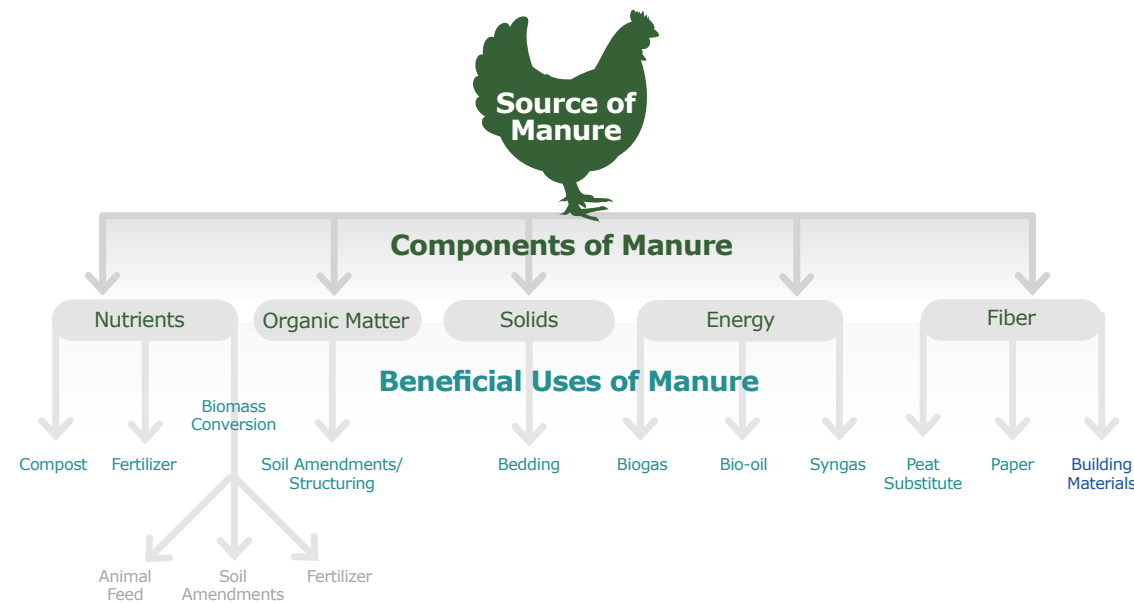 Source of
Manure
Components of Manure
Nutrients
Organic Matter
Solids
Energy
Fiber
Beneficial Uses of Manure
Biomass
Conversion
Compost
Fertilizer
Soil Amendments/
Structuring
Bedding
Biogas
Bio-oil
Syngas
Peat
Substitute
Paper
Building
Materials
Animal
Feed
Soil
Amendments
Fertilizer